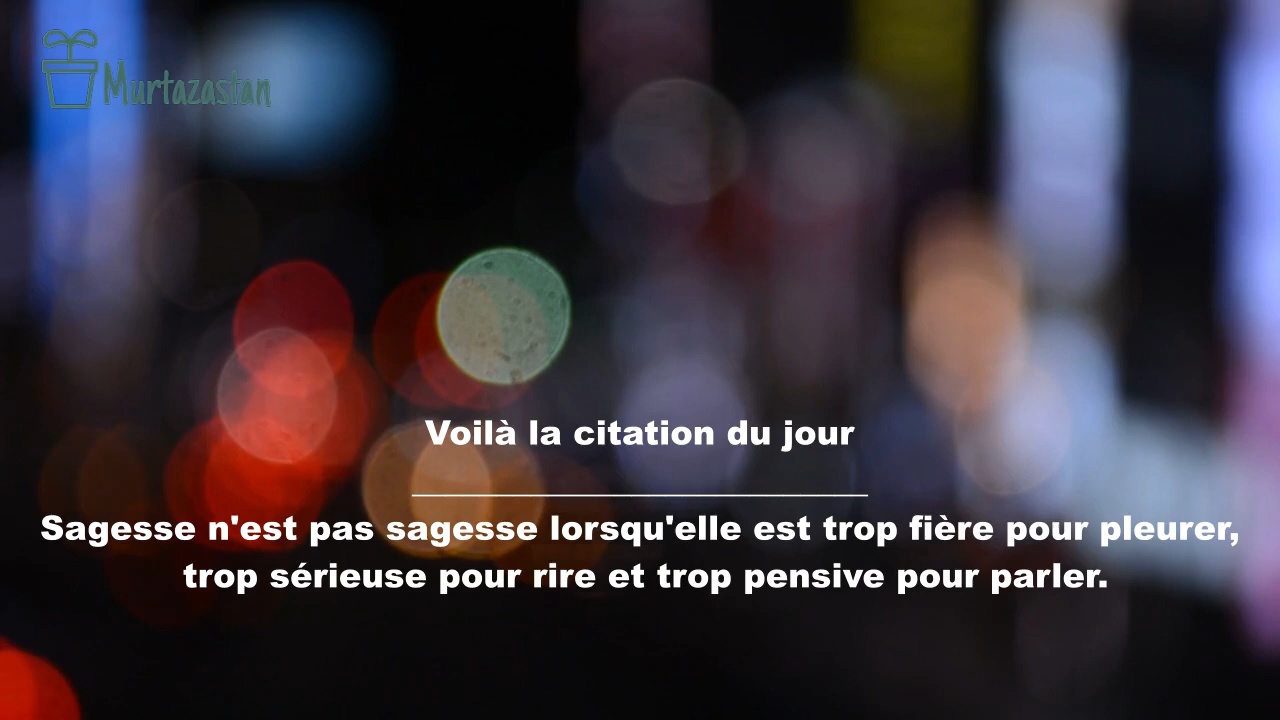 Murtazastan
Voilà la citation du jour
Sagesse n'est pas sagesse lorsqu'elle est trop fière pour pleurer,
trop sérieuse pour rire et trop pensive pour parler.